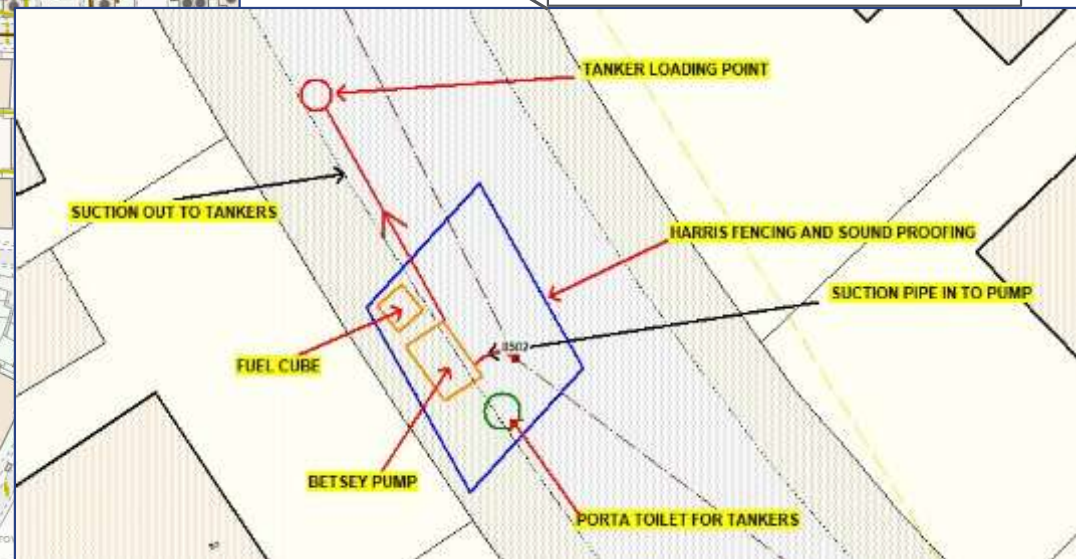 TANKER LOADING POINT
SUCTION OUT TO TANKERS
HARRIS FENCING AND SOUND PROOFING
SUCTION PIPE IN TO PUMP
FUEL CUBE
BETSEY PUMP
PORTA TOILET FOR TANKERS